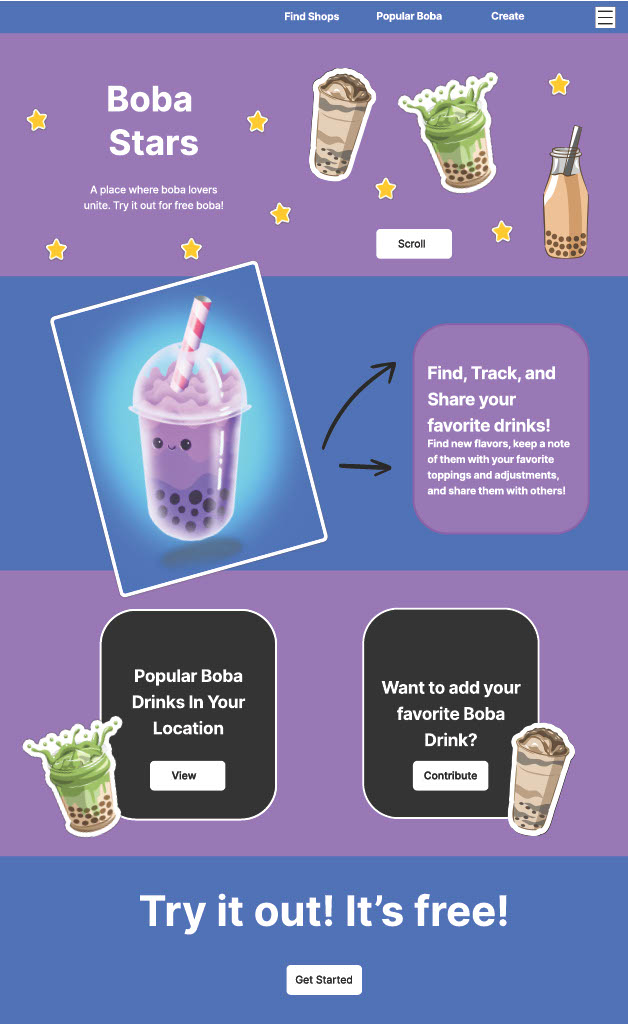 Find Shops Popular Boba Create
Boba
Stars
A place where boba lovers
unite. Try it out for free boba!
Scroll
Find, Track, and
Share your
favorite drinks!
Find new flavors, keep a note
of them with your favorite
toppings and adjustments,
and share them with others!
Popular Boba
Drinks In Your
Location
View
Want to add your
favorite Boba
Drink?
Contribute
Try it out! It’s free!
Get Started